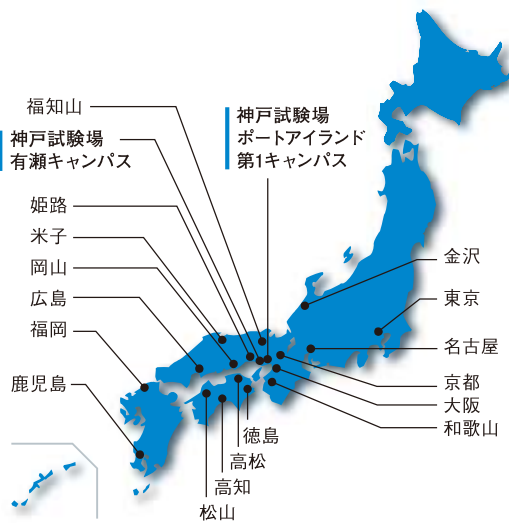 福知山
神戸試験場
有瀬キャンパス
神戸試験場
ポートアイランド
第1キャンパス
姫路
米子
岡山
広島
福岡
鹿児島
金沢
東京
名古屋
京都
大阪
和歌山
徳島
高松
高知
松山